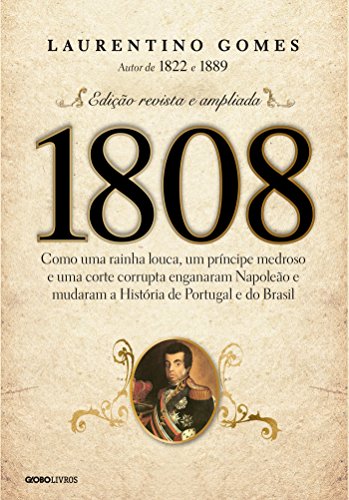 LAURENTINO GOMES
Autor de 1822 e 1889
Edição revista e ampliada
1808
Como uma rainha louca, um príncipe medroso
e uma corte corrupta enganaram Napoleão e
mudaram a História de Portugal e do Brasil
GLOBOLIVROS